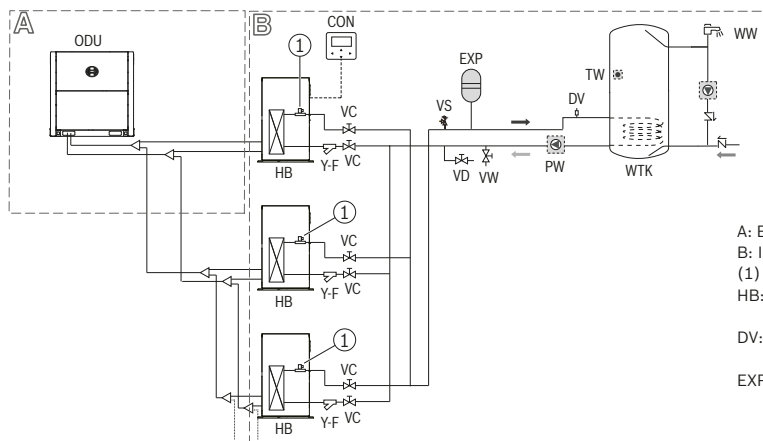 A
B
ODU
CON
1
VC
VC
Y-F
HB
EXP
VS
DV
TW
WW
VD
VW
PW
WTK
1
VC
Y-F VC
HB
1
VC
Y-F VC
HB
A: E
B: I
(1)
HB:
DV:
EXP